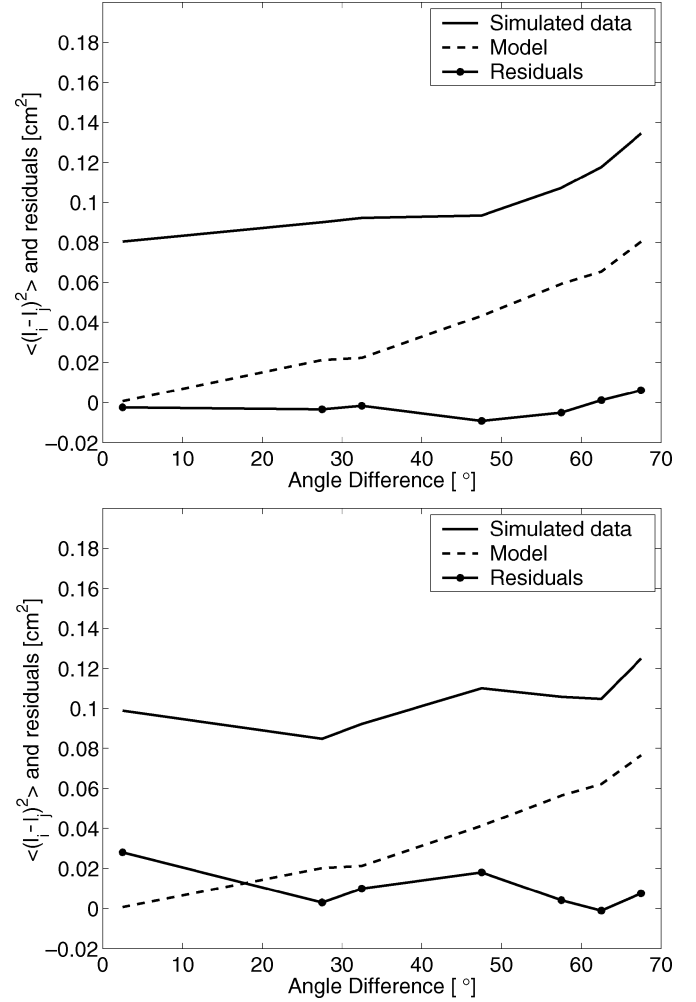 Simulated data
Model
Residuals
0.18
0.16
0.14
0.12
0.1
0.08
0.06
0.04
0.02
0
−0.02
<(l_i - l_j)^2> and residuals [cm^2]
0 10 20 30 40 50 60 70
Angle Difference [ °]
Simulated data
Model
Residuals
0.18
0.16
0.14
0.12
0.1
0.08
0.06
0.04
0.02
0
−0.02
<(l_i - l_j)^2> and residuals [cm^2]
0 10 20 30 40 50 60 70
Angle Difference [ °]